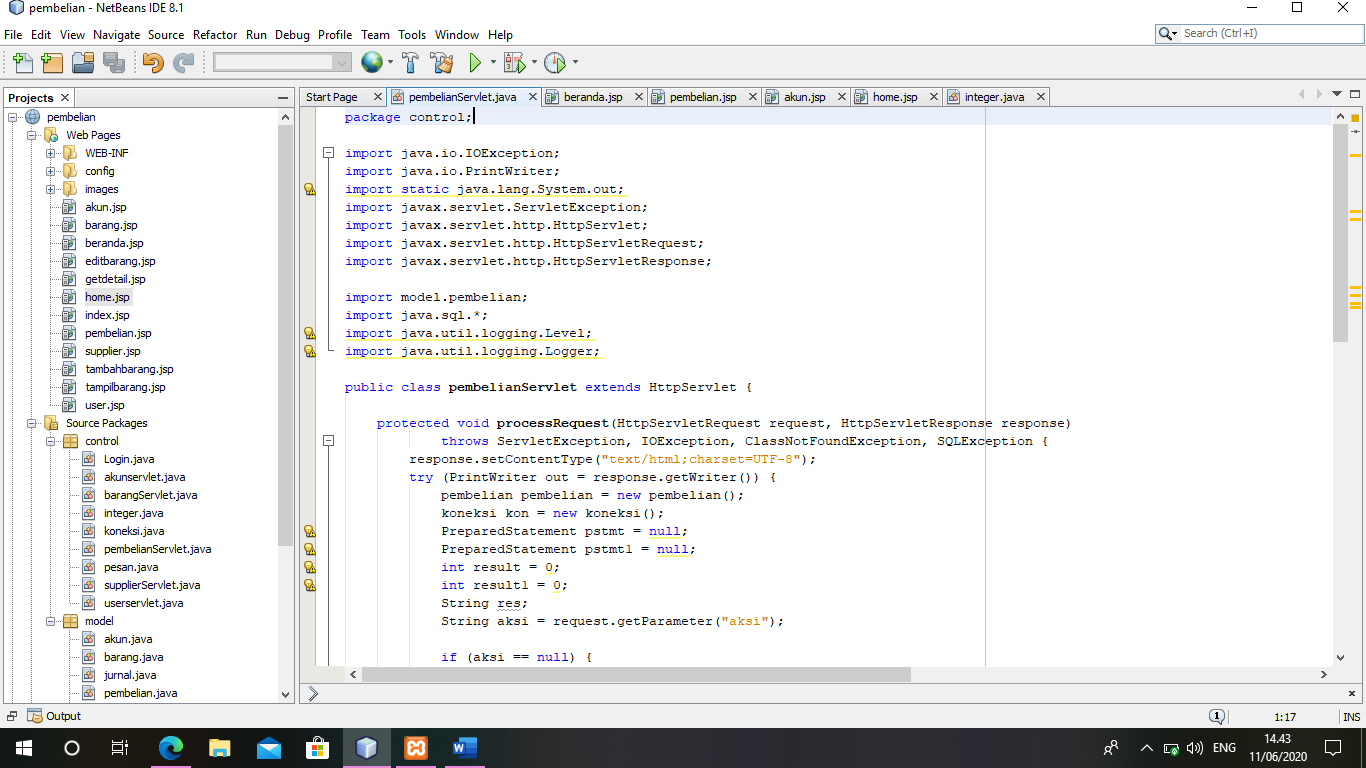 pembelian - NetBeans IDE 8.1
File Edit View Navigate Source Refactor Run Debug Profile Team Tools Window Help
Search (Ctrl+I)
Projects
Start Page pembelianServlet.java beranda.jsp pembelian.jsp akun.jsp home.jsp integer.java
pembelian
Web Pages
WEB-INF
config
images
akun.jsp
barang.jsp
beranda.jsp
editbarang.jsp
getdetail.jsp
home.jsp
index.jsp
pembelian.jsp
supplier.jsp
tambahbarang.jsp
tampilbarang.jsp
user.jsp
Source Packages
control
Login.java
akunservlet.java
barangServlet.java
integer.java
koneksi.java
pembelianServlet.java
pesan.java
supplierServlet.java
userservlet.java
model
akun.java
barang.java
jurnal.java
pembelian.java
package control;
import java.io.IOException;
import java.io.PrintWriter;
import static java.lang.System.out;
import javax.servlet.ServletException;
import javax.servlet.http.HttpServlet;
import javax.servlet.http.HttpServletRequest;
import javax.servlet.http.HttpServletResponse;
import model.pembelian;
import java.sql.*;
import java.util.logging.Level;
import java.util.logging.Logger;
public class pembelianServlet extends HttpServlet {
protected void processRequest(HttpServletRequest request, HttpServletResponse response)
throws ServletException, IOException, ClassNotFoundException, SQLException {
response.setContentType("text/html;charset=UTF-8");
try (PrintWriter out = response.getWriter()) {
pembelian pembelian = new pembelian();
koneksi kon = new koneksi();
PreparedStatement pstmt = null;
PreparedStatement pstmt1 = null;
int result = 0;
int result1 = 0;
String res;
String aksi = request.getParameter("aksi");
if (aksi == null) {
Output
1
1:17
INS
ENG
14.43
11/06/2020